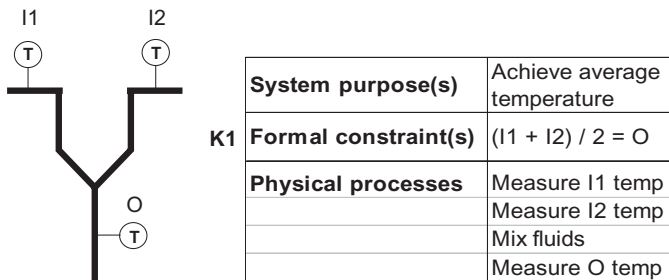 I1 I2
T T
O
T
K1
System purpose(s) Achieve average
temperature
Formal constraint(s) (I1 + I2) / 2 = O
Physical processes Measure I1 temp
Measure I2 temp
Mix fluids
Measure O temp